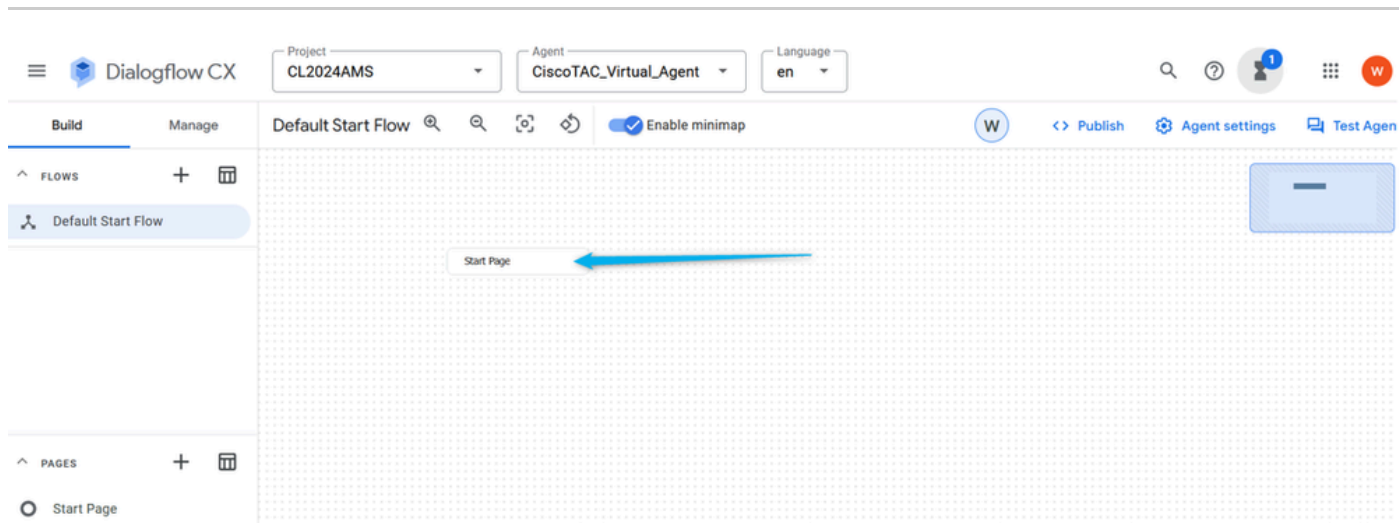 Dialogflow CX
Project
CL2024AMS
Agent
CiscoTAC_Virtual_Agent
Language
en
1
W
Build
Manage
Default Start Flow
Enable minimap
W
<> Publish
Agent settings
Test Agen
FLOWS
Default Start Flow
Start Page
PAGES
Start Page